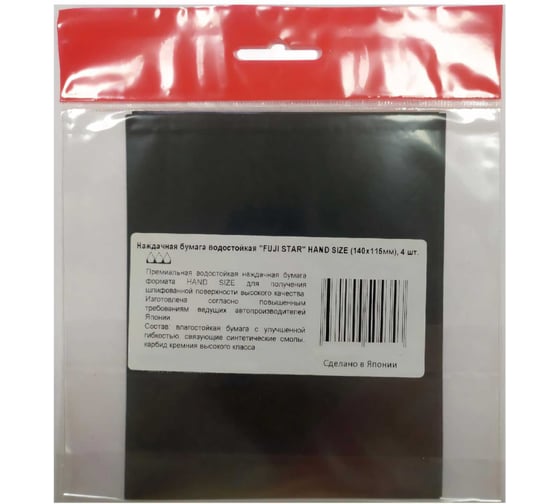 Наждачная бумага водостойкая "FUJI STAR" HAND SIZE (140x115мм), 4 шт.
Премиальная водостойкая наждачная бумага
формата HAND SIZE для получения
шлифованной поверхности высокого качества.
Изготовлена согласно повышенным
требованиям ведущих автопроизводителей
Японии
Состав: влагостойкая бумага с улучшенной
гибкостью, связующие синтетические смолы,
карбид кремния высокого класса
Сделано в Японии